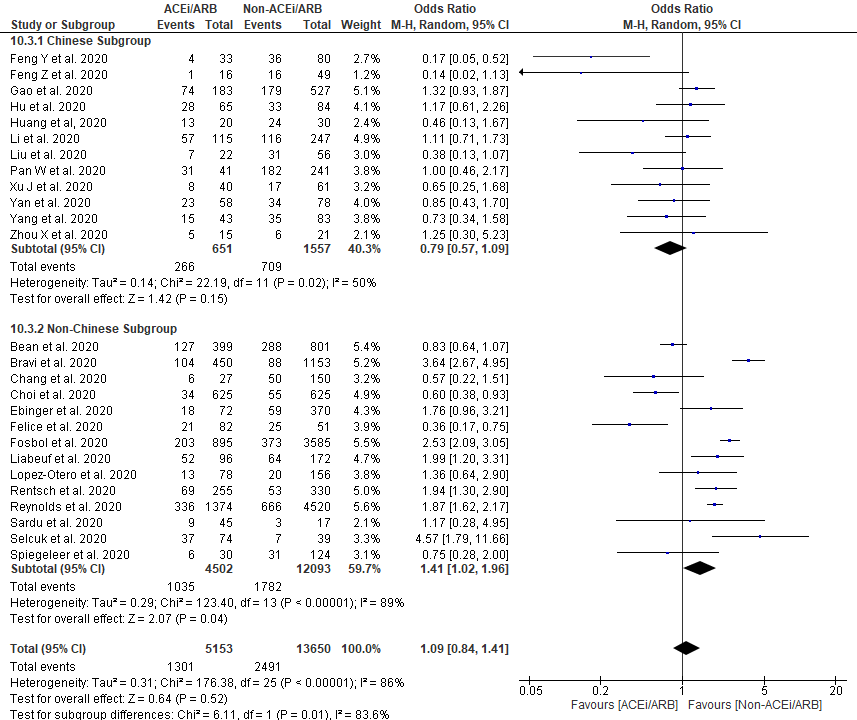 ACEi/ARB Non-ACEi/ARB Odds Ratio Odds Ratio
Study or Subgroup Events Total Events Total Weight M-H, Random, 95% CI M-H, Random, 95% CI
10.3.1 Chinese Subgroup
Feng Y et al. 2020 4 33 36 80 2.7% 0.17 [0.05, 0.52]
Feng Z et al. 2020 1 16 16 49 1.2% 0.14 [0.02, 1.13]
Gao et al. 2020 74 183 179 527 5.2% 1.32 [0.93, 1.87]
Hu et al. 2020 28 65 33 84 4.2% 1.17 [0.61, 2.26]
Huang et al, 2020 13 20 24 30 2.4% 0.46 [0.13, 1.67]
Li et al. 2020 57 115 116 247 4.9% 1.11 [0.71, 1.73]
Liu et al. 2020 7 22 31 56 2.9% 0.38 [0.13, 1.07]
Pan W et al. 2020 31 41 182 241 3.8% 1.00 [0.46, 2.17]
Xu J et al. 2020 8 40 17 61 3.2% 0.65 [0.25, 1.68]
Yan et al. 2020 23 58 34 78 4.0% 0.85 [0.43, 1.70]
Yang et al. 2020 15 43 35 83 3.8% 0.73 [0.34, 1.58]
Zhou X et al. 2020 5 15 6 21 2.1% 1.25 [0.30, 5.23]
Subtotal (95% CI) 651 1557 40.3% 0.79 [0.57, 1.09]
Total events 266 709
Heterogeneity: Tau² = 0.14; Chi² = 22.19, df = 11 (P = 0.02); I² = 50%
Test for overall effect: Z = 1.42 (P = 0.15)
10.3.2 Non-Chinese Subgroup
Bean et al. 2020 127 399 288 801 5.4% 0.83 [0.64, 1.07]
Bravi et al. 2020 104 450 88 1153 5.3% 3.64 [2.67, 4.95]
Chang et al. 2020 6 27 50 150 3.1% 0.57 [0.22, 1.51]
Choi et al. 2020 34 625 55 625 4.9% 0.60 [0.38, 0.93]
Ebinger et al. 2020 18 72 59 370 4.3% 1.76 [0.96, 3.21]
Felice et al. 2020 21 82 25 51 3.8% 0.36 [0.17, 0.75]
Fosbol et al. 2020 203 895 373 3585 5.5% 2.53 [2.09, 3.05]
Liabeuf et al. 2020 52 96 64 172 4.7% 1.99 [1.20, 3.31]
Lopez-Otero et al. 2020 13 78 20 156 3.8% 1.36 [0.64, 2.90]
Rentsch et al. 2020 69 255 53 330 5.0% 1.94 [1.30, 2.90]
Reynolds et al. 2020 336 1374 666 4520 5.6% 1.87 [1.62, 2.17]
Sardu et al. 2020 9 45 3 17 2.1% 1.17 [0.28, 4.95]
Selcuk et al. 2020 37 74 7 39 3.3% 4.57 [1.79, 11.66]
Spiegeleer et al. 2020 6 30 31 124 3.1% 0.75 [0.28, 2.00]
Subtotal (95% CI) 4502 12093 59.7% 1.41 [1.02, 1.96]
Total events 1035 1782
Heterogeneity: Tau² = 0.29; Chi² = 123.40, df = 13 (P < 0.00001); I² = 89%
Test for overall effect: Z = 2.07 (P = 0.04)
Total (95% CI) 5153 13650 100.0% 1.09 [0.84, 1.41]
Total events 1301 2491
Heterogeneity: Tau² = 0.31; Chi² = 176.38, df = 25 (P < 0.00001); I² = 86%
Test for overall effect: Z = 0.64 (P = 0.52)
Test for subgroup differences: Chi² = 6.11, df = 1 (P = 0.01), I² = 83.6%
0.05 0.2 1 5 20
Favours [ACEi/ARB] Favours [Non-ACEi/ARB]